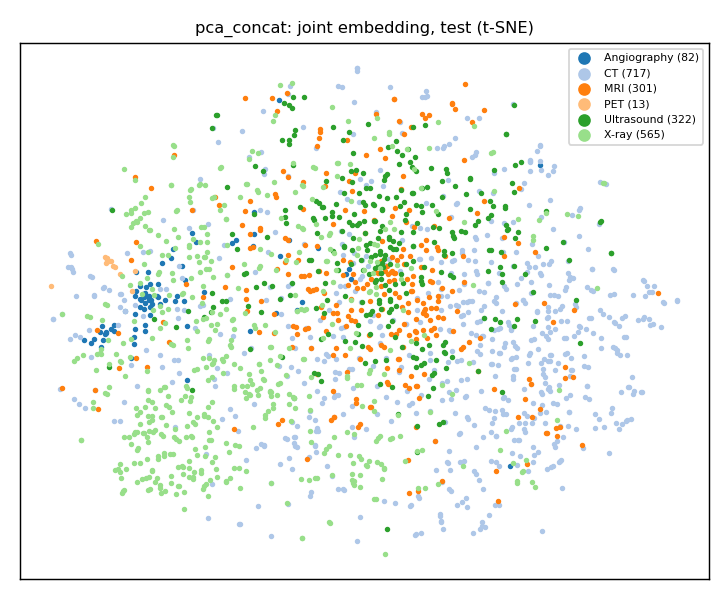 pca_concat: joint embedding, test (t-SNE)
Angiography (82)
CT (717)
MRI (301)
PET (13)
Ultrasound (322)
X-ray (565)